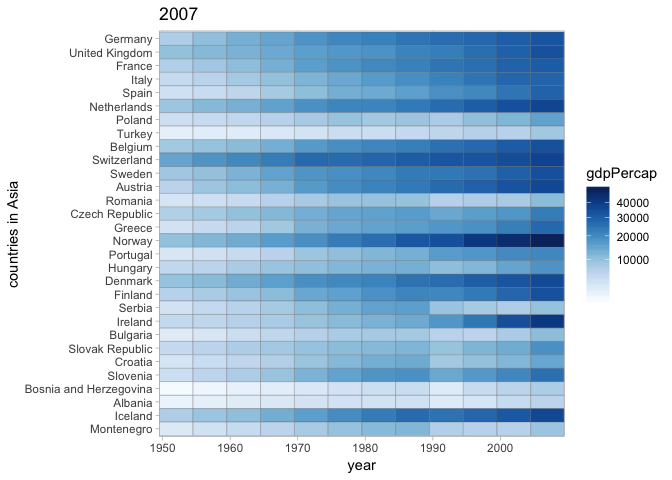 2007
countries in Asia
Germany
United Kingdom
France
Italy
Spain
Netherlands
Poland
Turkey
Belgium
Switzerland
Sweden
Austria
Romania
Czech Republic
Greece
Norway
Portugal
Hungary
Denmark
Finland
Serbia
Ireland
Bulgaria
Slovak Republic
Croatia
Slovenia
Bosnia and Herzegovina
Albania
Iceland
Montenegro
1950 1960 1970 1980 1990 2000
year
gdpPercap
40000
30000
20000
10000